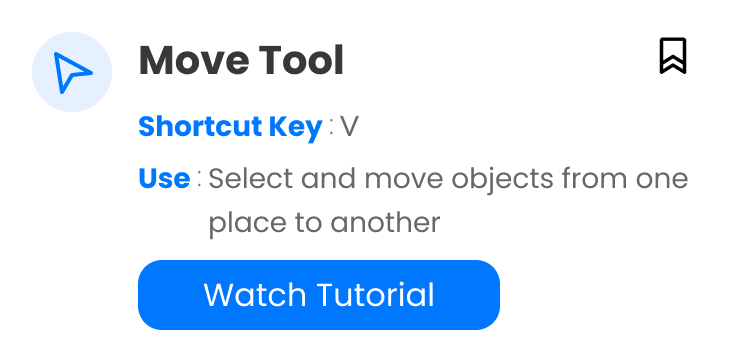 Move Tool
Shortcut Key : V
Use : Select and move objects from one
place to another
Watch Tutorial